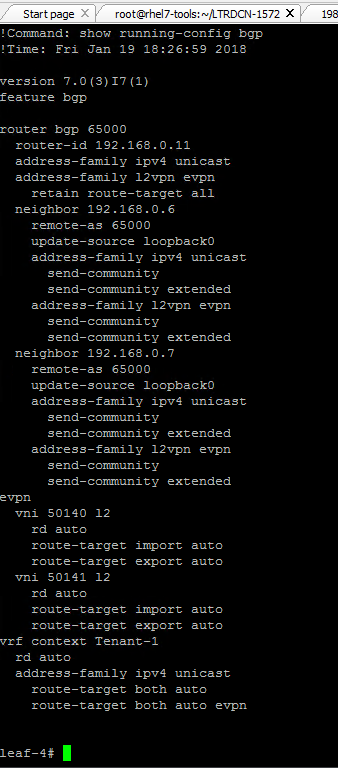 Start page
root@rhel7-tools:~/LTRDCN-1572
198
!Command: show running-config bgp
!Time: Fri Jan 19 18:26:59 2018
version 7.0(3)I7(1)
feature bgp
router bgp 65000
  router-id 192.168.0.11
  address-family ipv4 unicast
  address-family l2vpn evpn
    retain route-target all
  neighbor 192.168.0.6
    remote-as 65000
    update-source loopback0
    address-family ipv4 unicast
      send-community
      send-community extended
    address-family l2vpn evpn
      send-community
      send-community extended
  neighbor 192.168.0.7
    remote-as 65000
    update-source loopback0
    address-family ipv4 unicast
      send-community
      send-community extended
    address-family l2vpn evpn
      send-community
      send-community extended
evpn
  vni 50140 l2
    rd auto
    route-target import auto
    route-target export auto
  vni 50141 l2
    rd auto
    route-target import auto
    route-target export auto
vrf context Tenant-1
  rd auto
  address-family ipv4 unicast
    route-target both auto
    route-target both auto evpn
leaf-4#